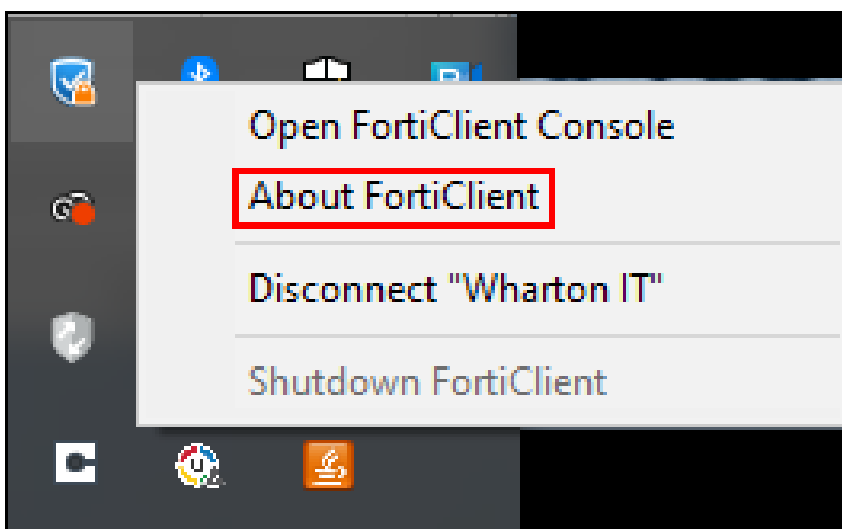 Open FortiClient Console
About FortiClient
Disconnect "Wharton IT"
Shutdown FortiClient